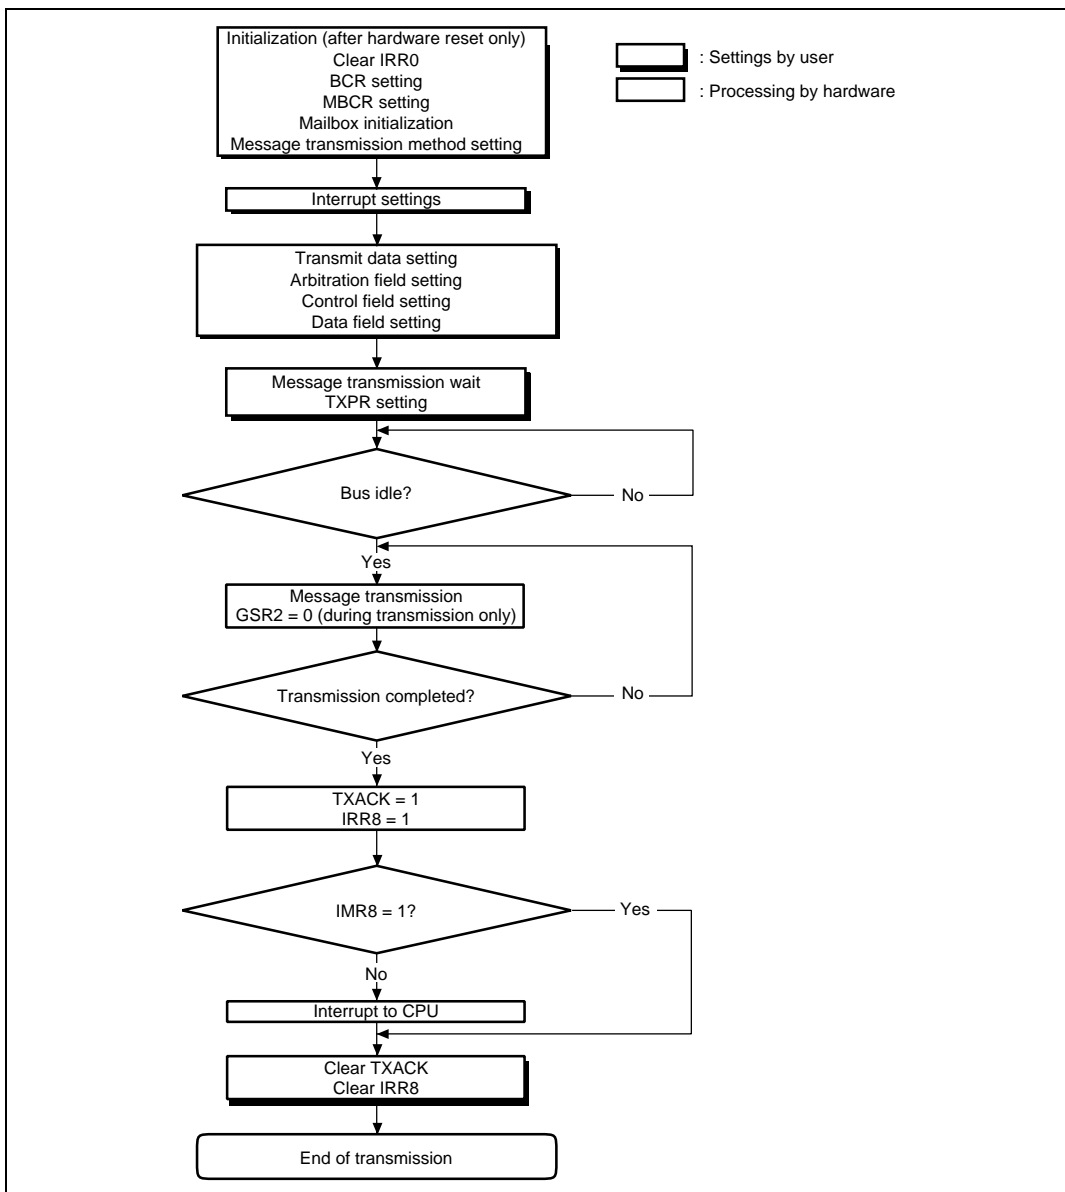 Initialization (after hardware reset only)
Clear IRR0
BCR setting
MBCR setting
Mailbox initialization
Message transmission method setting
: Settings by user
: Processing by hardware
Interrupt settings
Transmit data setting
Arbitration field setting
Control field setting
Data field setting
Message transmission wait
TXPR setting
Bus idle?
No
Yes
Message transmission
GSR2 = 0 (during transmission only)
Transmission completed?
No
Yes
TXACK = 1
IRR8 = 1
IMR8 = 1?
Yes
No
Interrupt to CPU
Clear TXACK
Clear IRR8
End of transmission